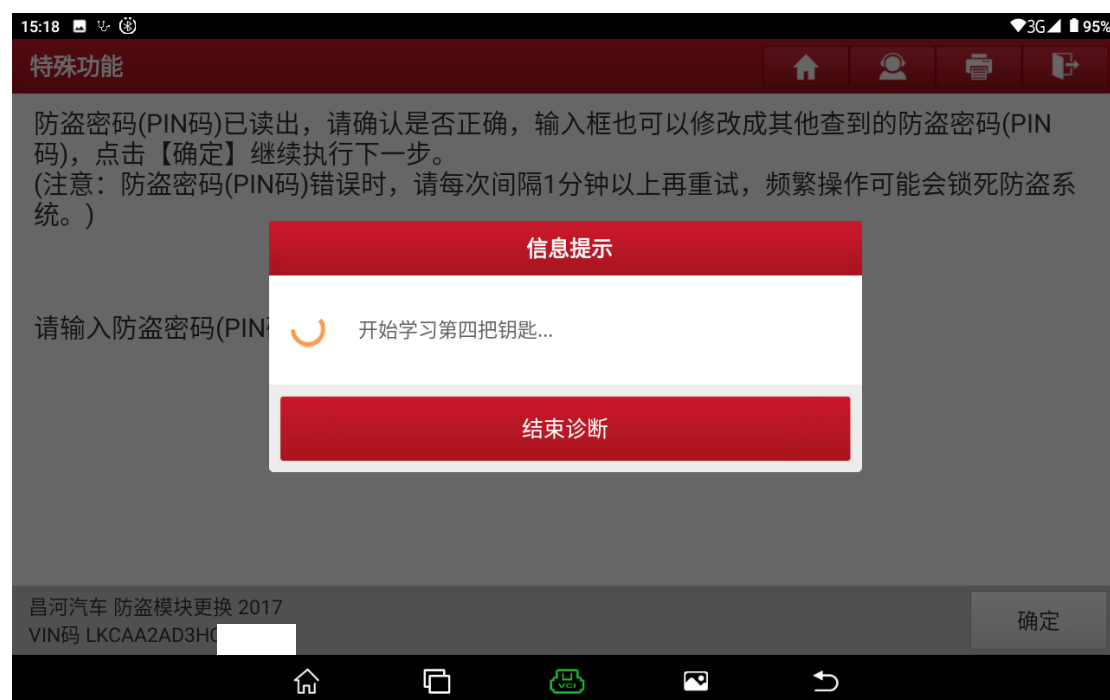 15:18
3G
95%
特殊功能
防盗密码(PIN码)已读出，请确认是否正确，输入框也可以修改成其他查到的防盗密码(PIN
码)，点击【确定】继续执行下一步。
(注意：防盗密码(PIN码)错误时，请每次间隔1分钟以上再重试，频繁操作可能会锁死防盗系
统。)
信息提示
请输入防盗密码(PIN
开始学习第四把钥匙...
结束诊断
昌河汽车 防盗模块更换 2017
VIN码 LKCAA2AD3H
确定
VCI